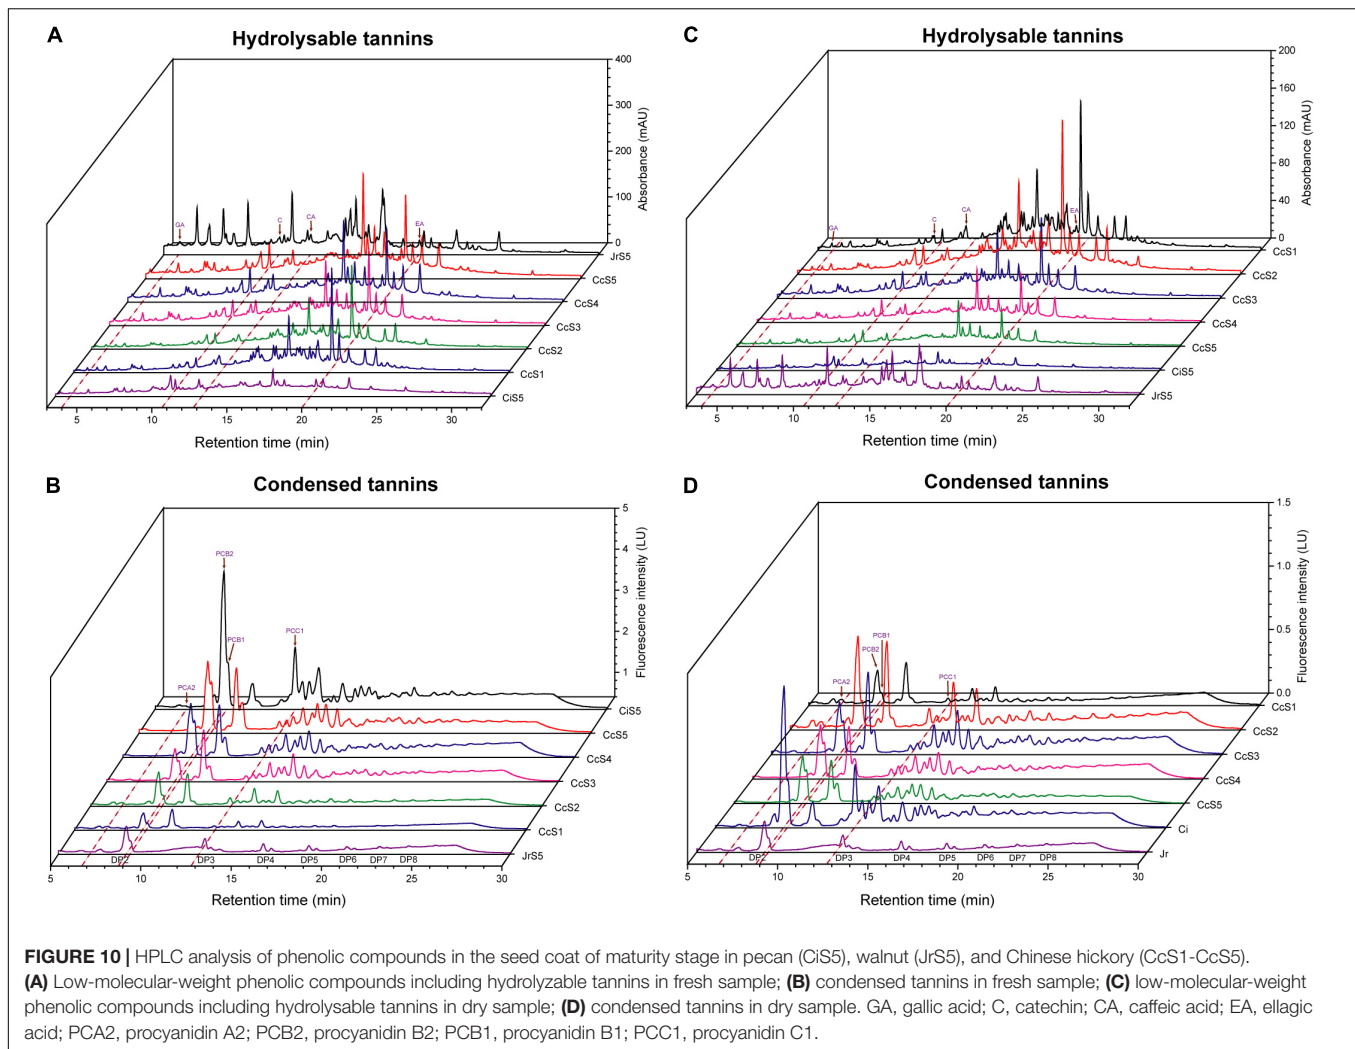 A
Hydrolysable tannins
400
300
200
100
0
Absorbance (mAU)
GA
C
CA
EA
JrS5
CcS5
CcS4
CcS3
CcS2
CcS1
CiS5
5
10
15
20
25
30
Retention time (min)
C
Hydrolysable tannins
200
160
120
80
40
0
Absorbance (mAU)
GA
C
CA
EA
CcS1
CcS2
CcS3
CcS4
CcS5
CiS5
JrS5
5
10
15
20
25
30
Retention time (min)
B
Condensed tannins
5
4
3
2
1
Fluorescence intensity (LU)
PCB2
PCB1
PCC1
PCA2
CiS5
CcS5
CcS4
CcS3
CcS2
CcS1
JrS5
DP2
DP3
DP4
DP5
DP6
DP7
DP8
5
10
15
20
25
30
Retention time (min)
D
Condensed tannins
1.5
1.0
0.5
0.0
Fluorescence intensity (LU)
PCB1
PCB2
PCA2
PCC1
CcS1
CcS2
CcS3
CcS4
CcS5
Ci
Jr
DP2
DP3
DP4
DP5
DP6
DP7
DP8
5
10
15
20
25
30
Retention time (min)
FIGURE 10 | HPLC analysis of phenolic compounds in the seed coat of maturity stage in pecan (CiS5), walnut (JrS5), and Chinese hickory (CcS1-CcS5).
(A) Low-molecular-weight phenolic compounds including hydrolyzable tannins in fresh sample; (B) condensed tannins in fresh sample; (C) low-molecular-weight
phenolic compounds including hydrolysable tannins in dry sample; (D) condensed tannins in dry sample. GA, gallic acid; C, catechin; CA, caffeic acid; EA, ellagic
acid; PCA2, procyanidin A2; PCB2, procyanidin B2; PCB1, procyanidin B1; PCC1, procyanidin C1.